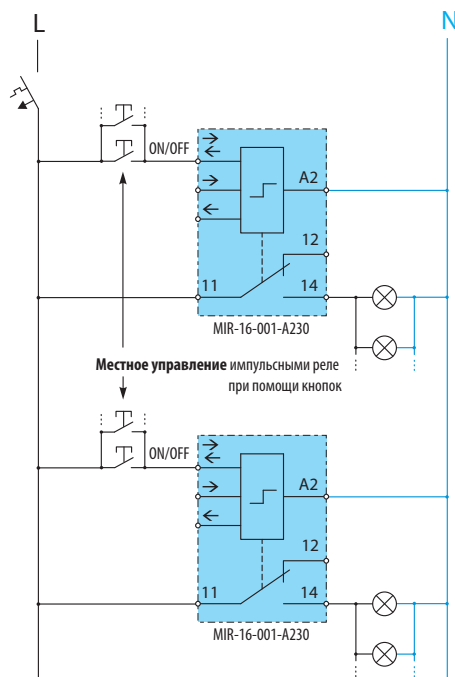 L
N
ON/OFF
A2
12
11
14
MIR-16-001-A230
Местное управление импульсными реле
при помощи кнопок
ON/OFF
A2
12
11
14
MIR-16-001-A230